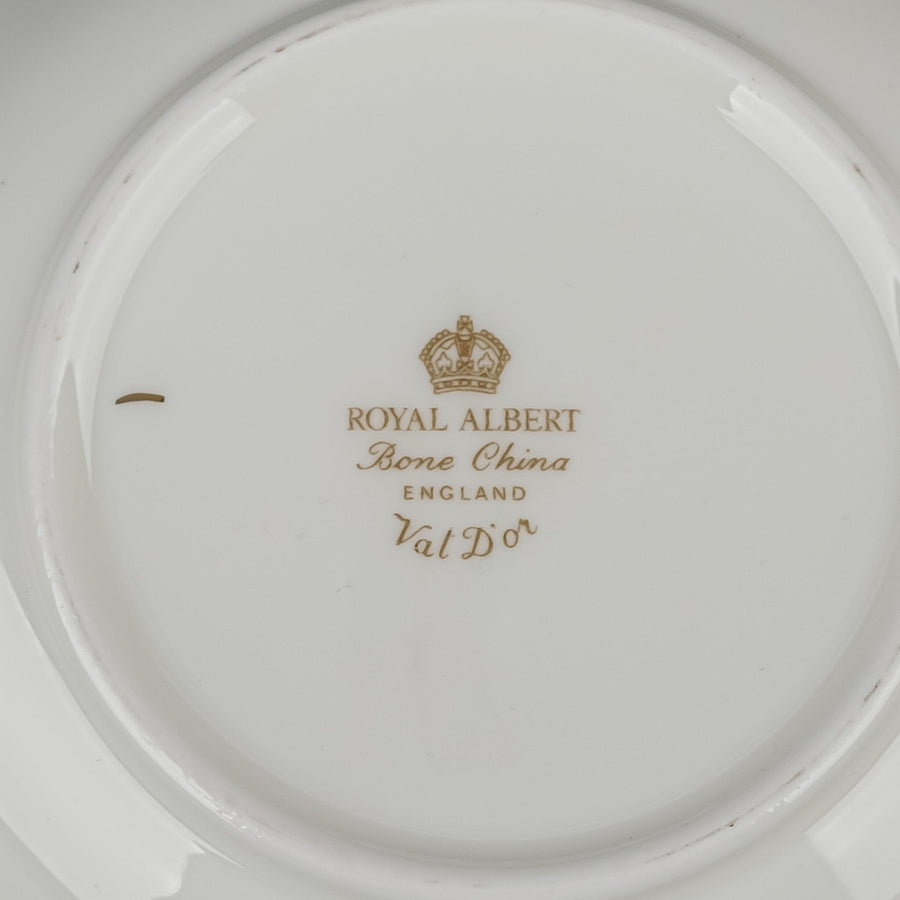 ROYAL ALBERT
Bone China
ENGLAND
Val D'or